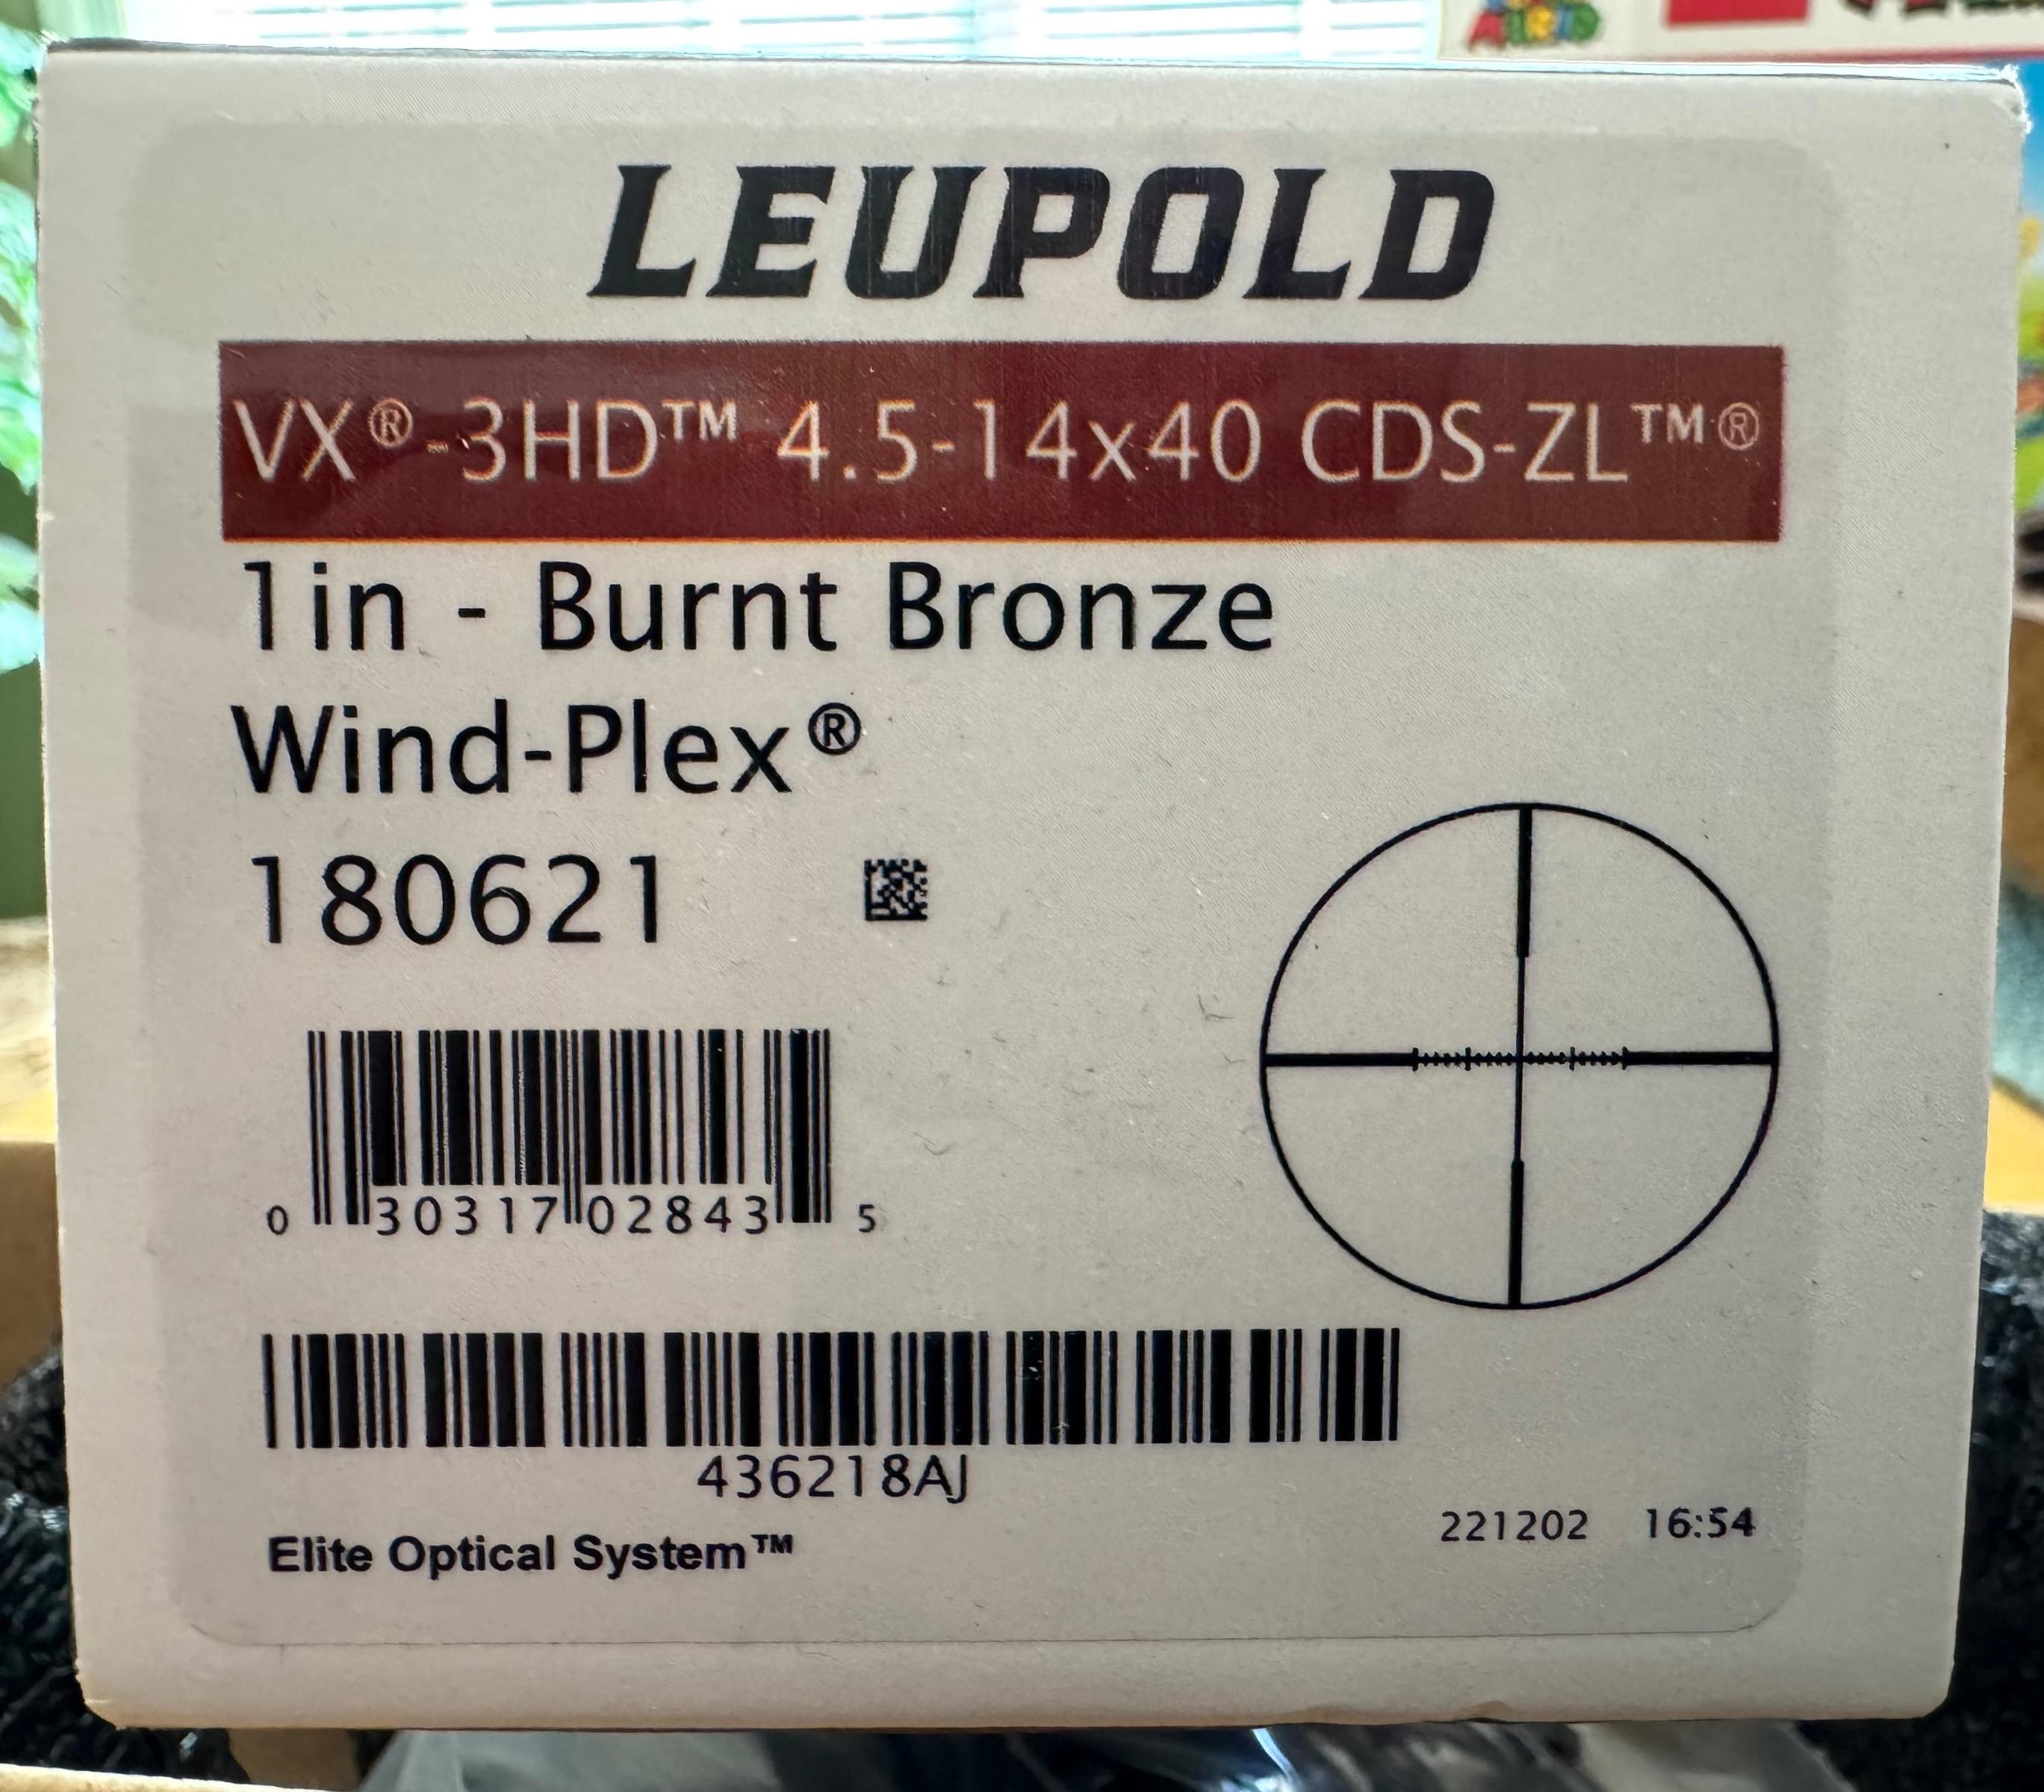 LEUPOLD
VX®-3HD™ 4.5-14x40 CDS-ZL™®
1in - Burnt Bronze
Wind-Plex®
180621
0 30317 02843 5
436218AJ
221202 16:54
Elite Optical System™